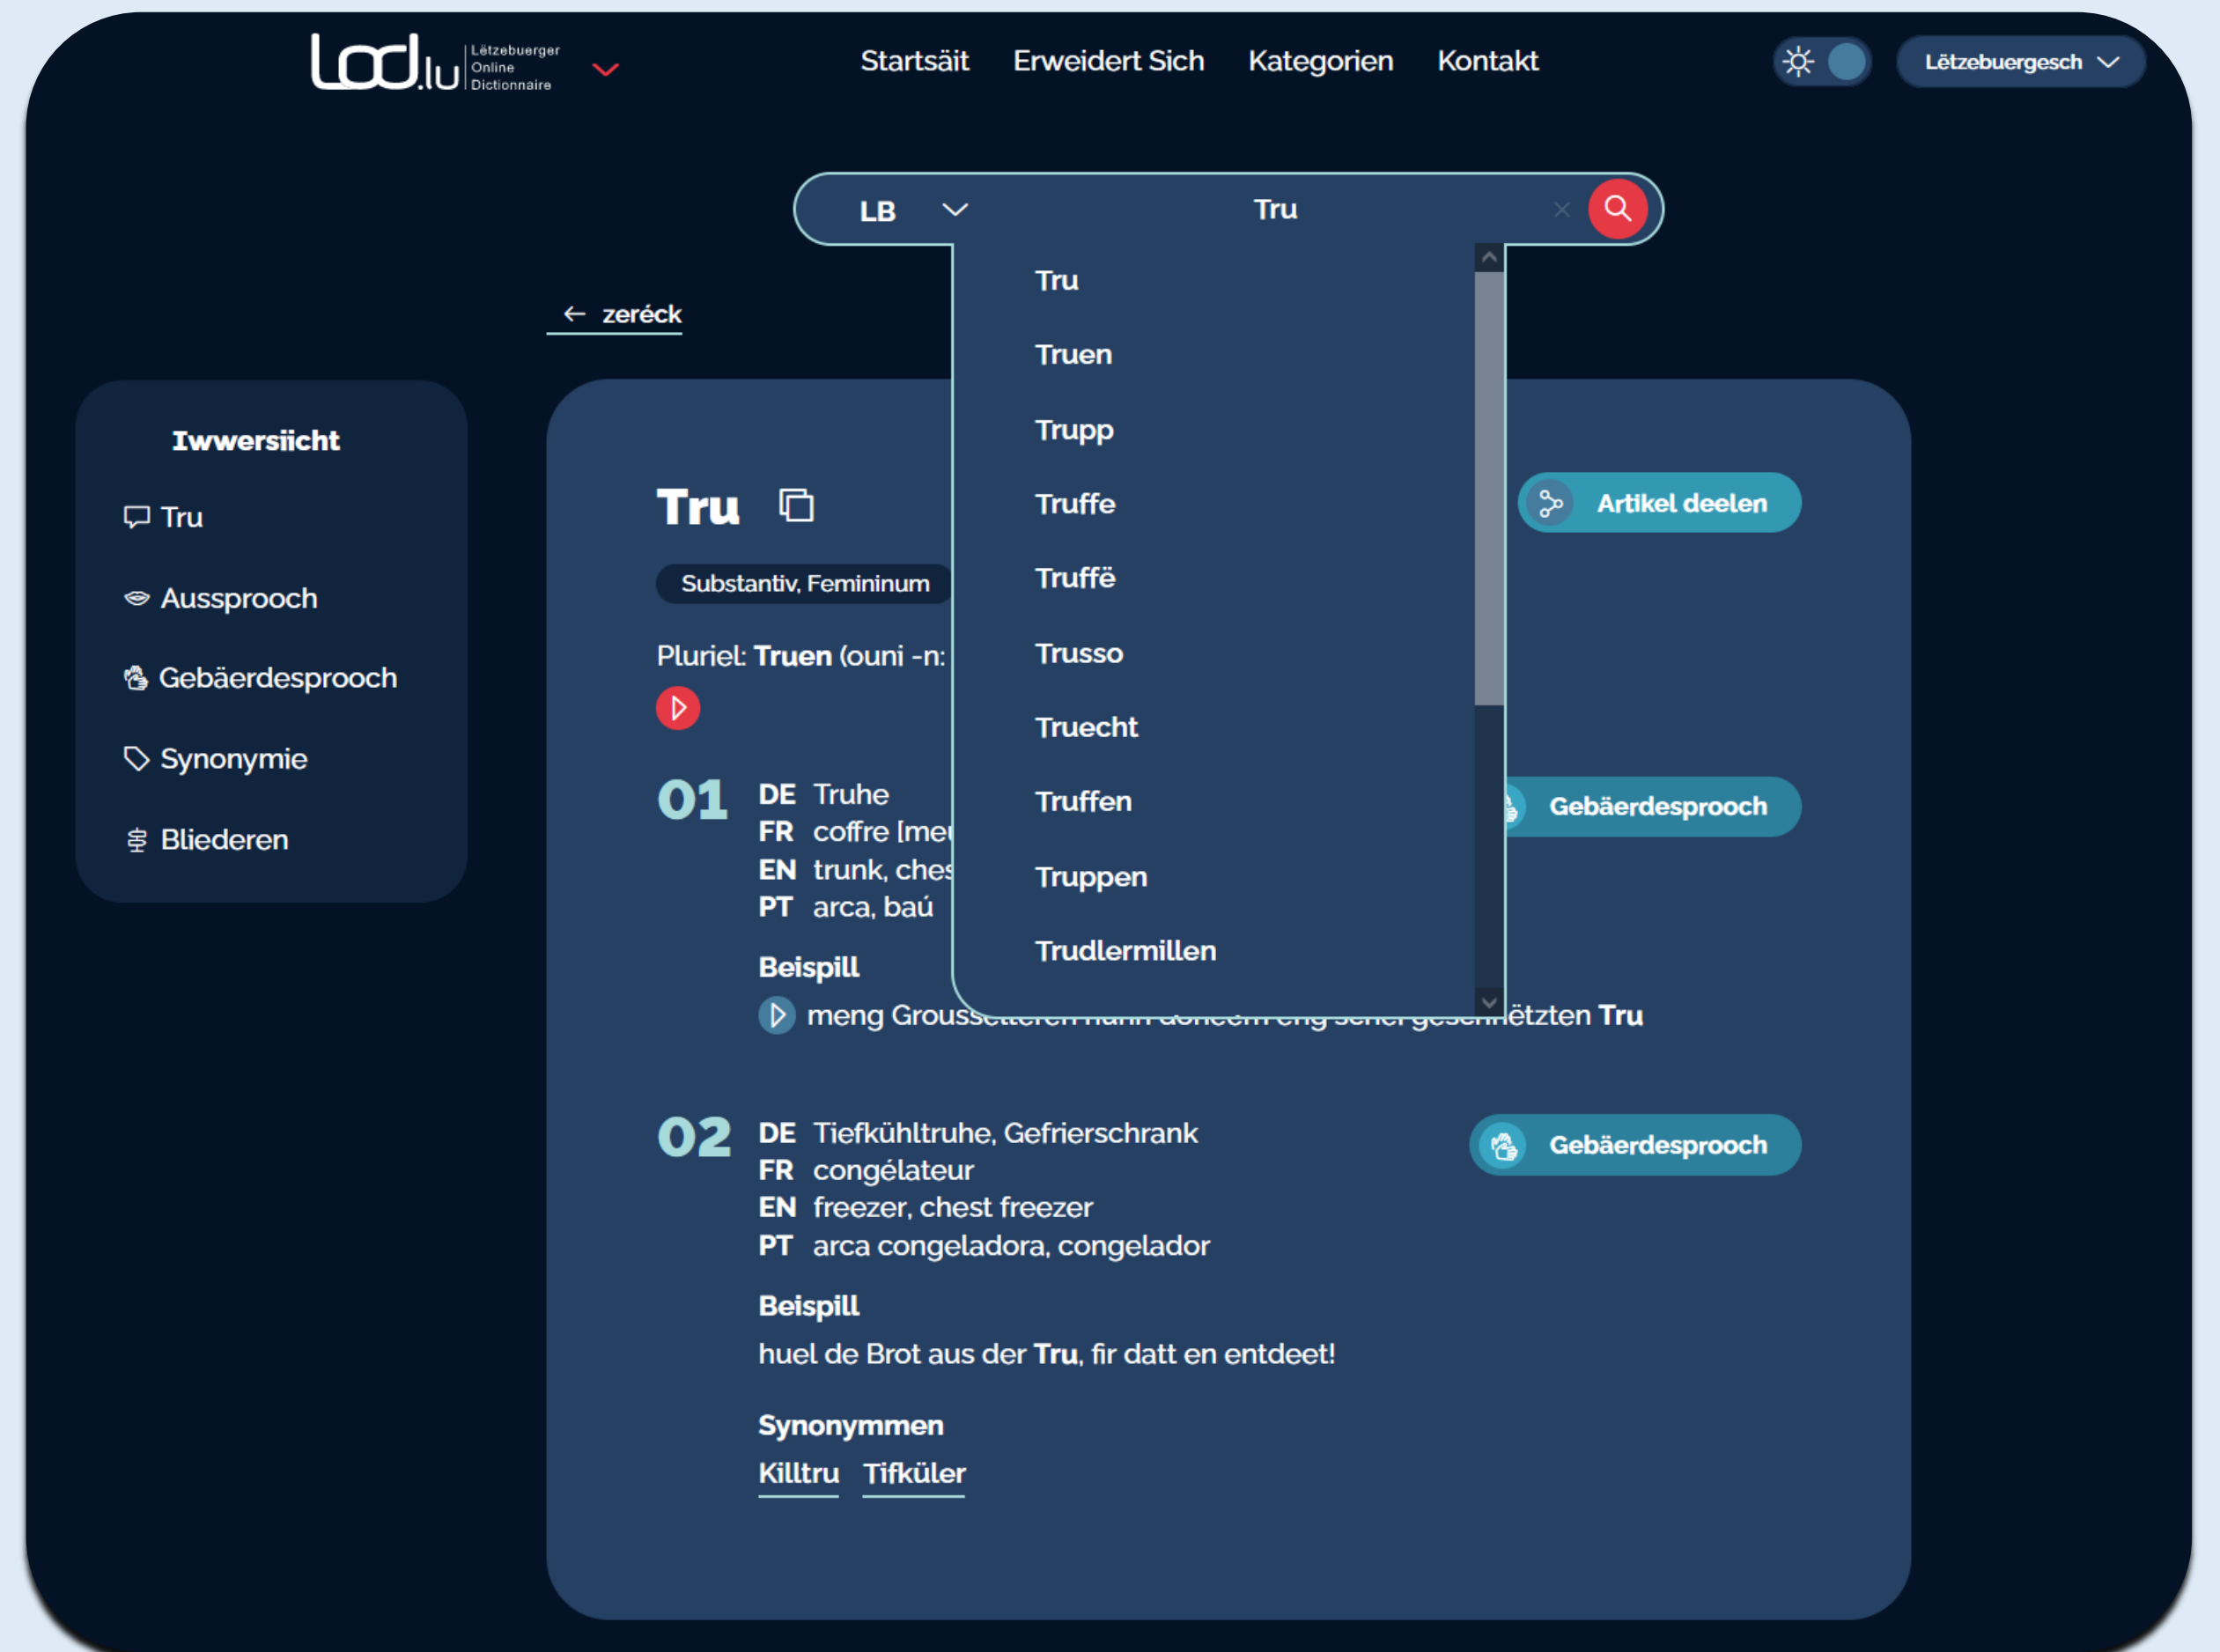 Lod.lu Lëtzebuerger Online Dictionnaire
Startsäit Erweidert Sich Kategorien Kontakt
Lëtzebuergesch
LB Tru
Tru
Truen
Trupp
Truffe
Truffë
Trusso
Truecht
Truffen
Truppen
Trudlermillen
zeréck
Iwwersiicht
Tru
Aussprooch
Gebäerdesprooch
Synonymie
Bliederen
Tru
Artikel deelen
Substantiv, Femininum
Pluriel: Truen (ouni -n:
01
DE Truhe
FR coffre
EN trunk,
PT arca, baú
Gebäerdesprooch
Beispill
meng Tru
02
DE Tiefkühltruhe, Gefrierschrank
FR congélateur
EN freezer, chest freezer
PT arca congeladora, congelador
Gebäerdesprooch
Beispill
huel de Brot aus der Tru, fir datt en entdeet!
Synonymmen
Killtru Tifküler